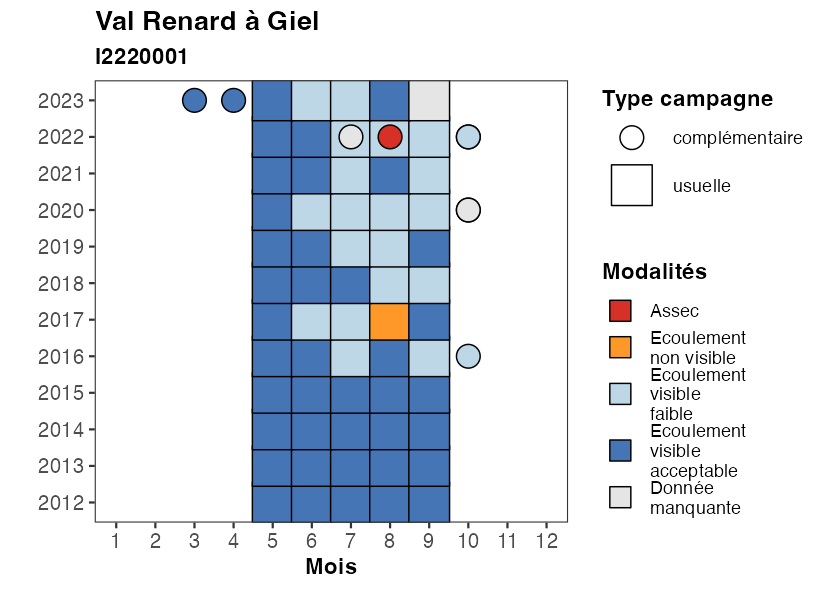 Val Renard à Giel
I2220001
2023
2022
2021
2020
2019
2018
2017
2016
2015
2014
2013
2012
1 2 3 4 5 6 7 8 9 10 11 12
Mois
Type campagne
complémentaire
usuelle
Modalités
Assec
Ecoulement
non visible
Ecoulement
visible
faible
Ecoulement
visible
acceptable
Donnée
manquante